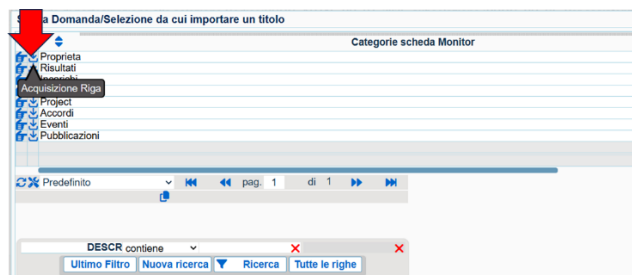 a Domanda/Selezione da cui importare un titolo
Categorie scheda Monitor
Proprieta
Risultati
Acquisizione Riga
Project
Accordi
Eventi
Pubblicazioni
Predefinito pag. 1 di 1
DESCR contiene
Ultimo Filtro Nuova ricerca Ricerca Tutte le righe